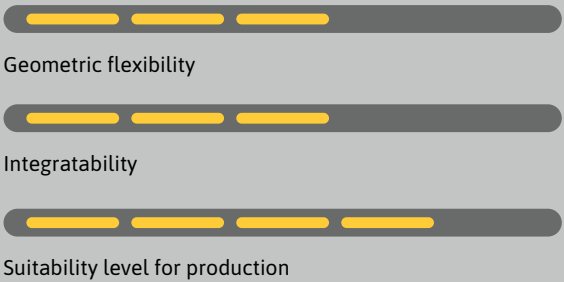 Geometric flexibility
Integratability
Suitability level for production